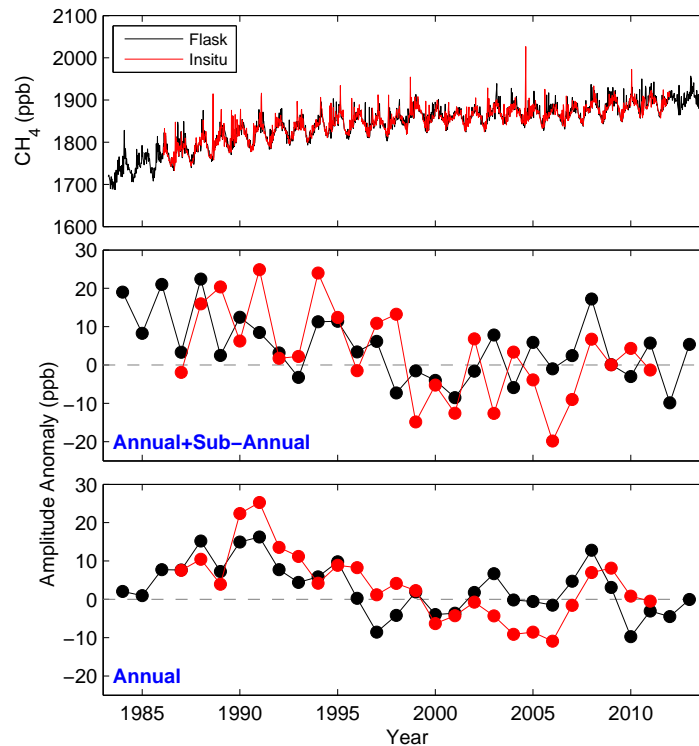 2100
2000
1900
1800
1700
1600
CH4 (ppb)
Flask
Insitu
30
20
10
0
−10
−20
Annual+Sub−Annual
Amplitude Anomaly (ppb)
30
20
10
0
−10
−20
Annual
1985 1990 1995 2000 2005 2010
Year